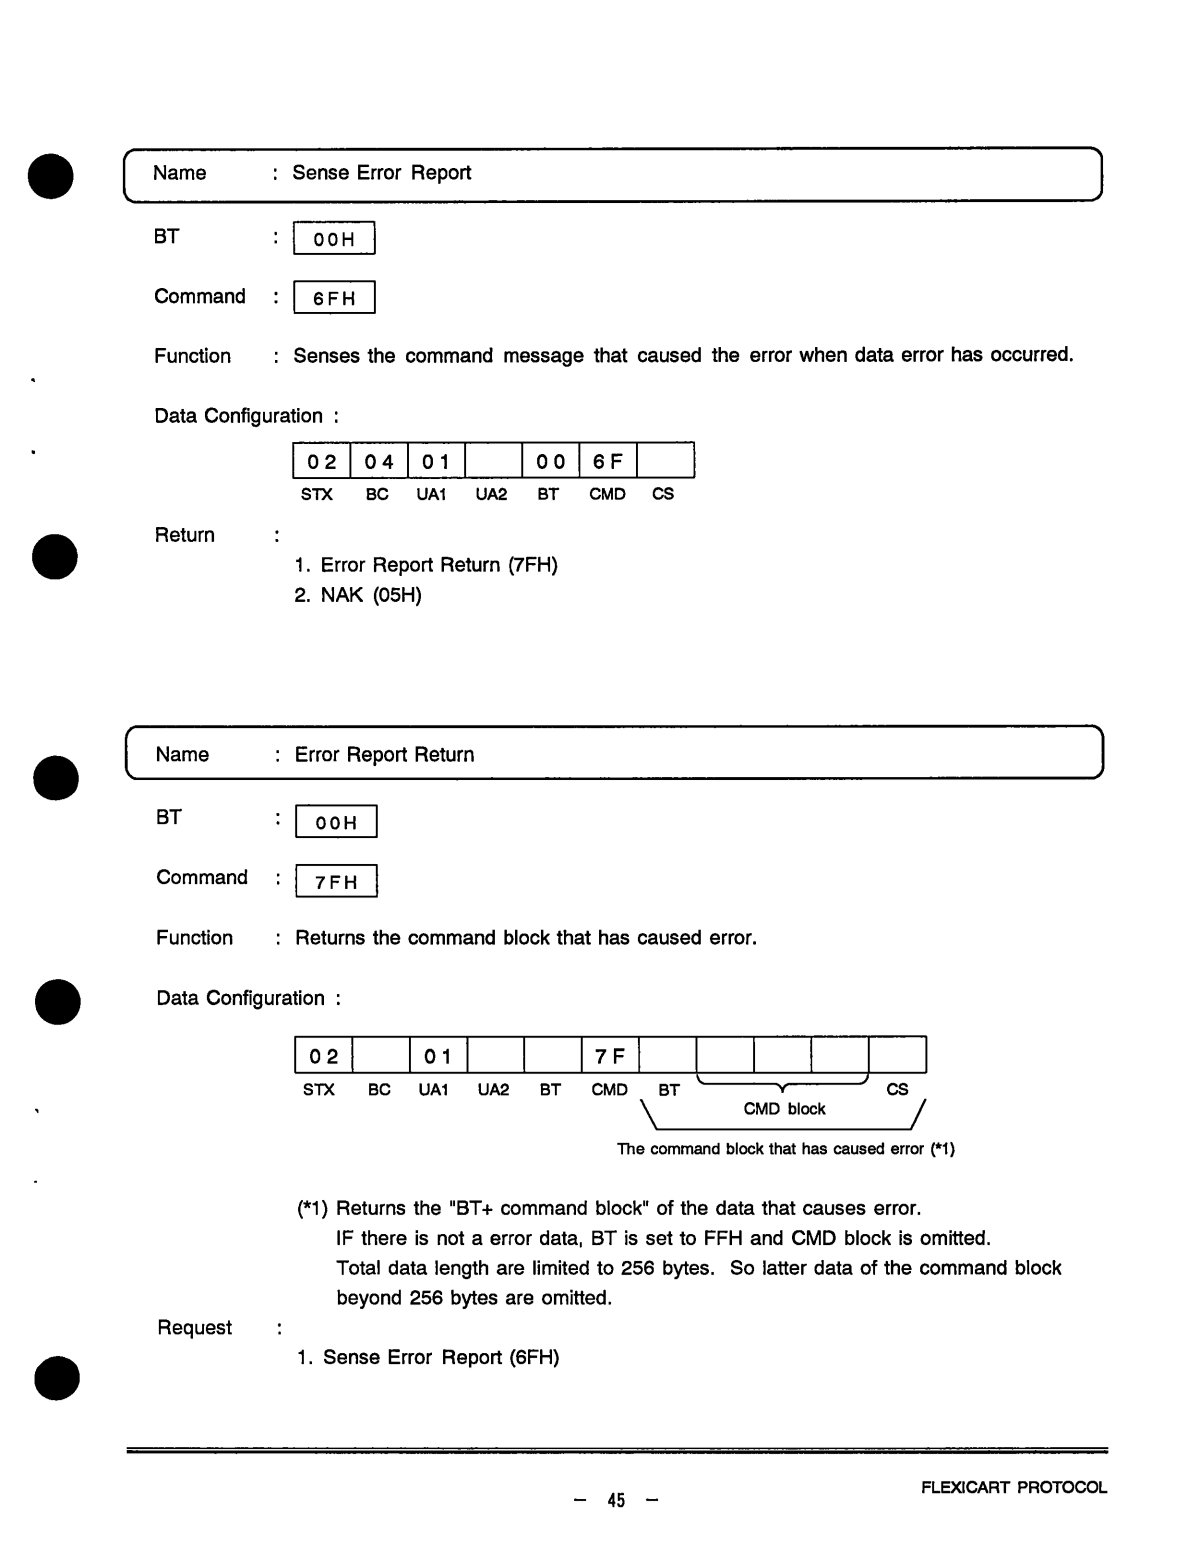 Name : Sense Error Report
BT : 00H
Command : 6FH
Function : Senses the command message that caused the error when data error has occurred.
Data Configuration :
02 04 01 00 6F
STX BC UA1 UA2 BT CMD CS
Return :
1. Error Report Return (7FH)
2. NAK (05H)
Name : Error Report Return
BT : 00H
Command : 7FH
Function : Returns the command block that has caused error.
Data Configuration :
02 01 7F
STX BC UA1 UA2 BT CMD BT CS
CMD block
The command block that has caused error (*1)
(*1) Returns the "BT+ command block" of the data that causes error.
IF there is not a error data, BT is set to FFH and CMD block is omitted.
Total data length are limited to 256 bytes. So latter data of the command block
beyond 256 bytes are omitted.
Request :
1. Sense Error Report (6FH)
FLEXICART PROTOCOL
– 45 –